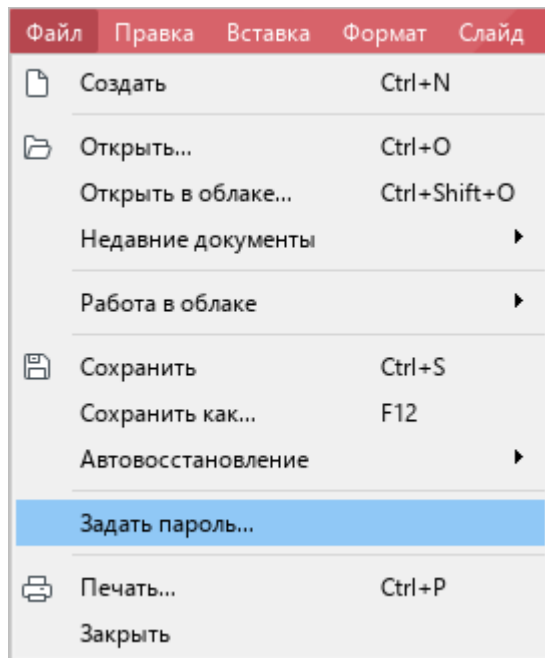 Файл Правка Вставка Формат Слайд
Создать Ctrl+N
Открыть... Ctrl+O
Открыть в облаке... Ctrl+Shift+O
Недавние документы
Работа в облаке
Сохранить Ctrl+S
Сохранить как... F12
Автовосстановление
Задать пароль...
Печать... Ctrl+P
Закрыть